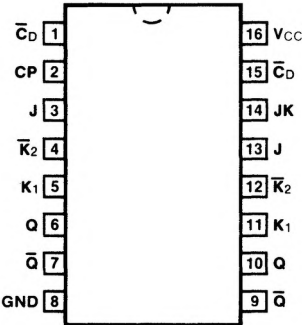 C̅D 1 16 VCC
CP 2 15 C̅D
J 3 14 JK
K̅2 4 13 J
K1 5 12 K̅2
Q 6 11 K1
Q̅ 7 10 Q
GND 8 9 Q̅